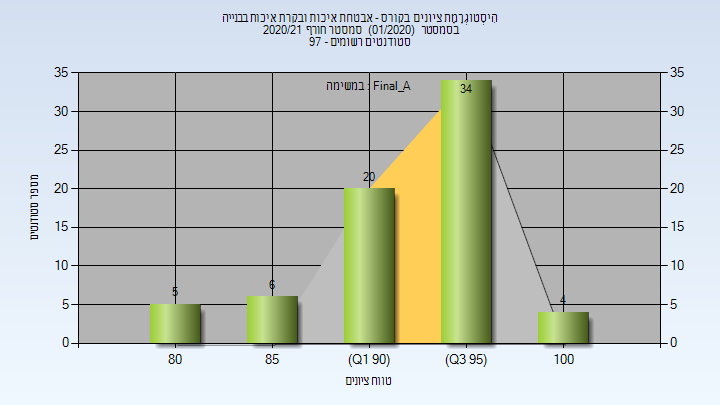 היסטוגרמת ציונים בקורס - אבטחת איכות ובקרת איכות בבנייה
בסמסטר (01/2020) סמסטר חורף 2020/21
סטודנטים רשומים - 97
במשימה : Final_A
35 35
30 30
25 25
20 20
15 15
10 10
5 5
0 0
5
6
20
34
4
מספר סטודנטים
80 85 (Q1 90) (Q3 95) 100
טווח ציונים